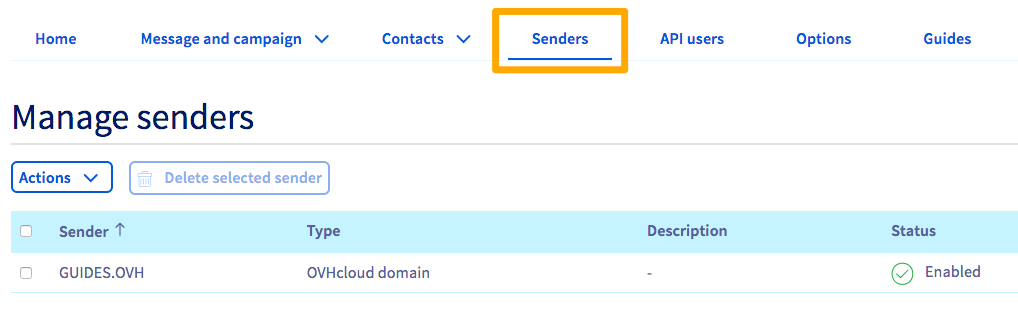 Home Message and campaign Contacts Senders API users Options Guides
Manage senders
Actions Delete selected sender
Sender Type Description Status
GUIDES.OVH OVHcloud domain - Enabled